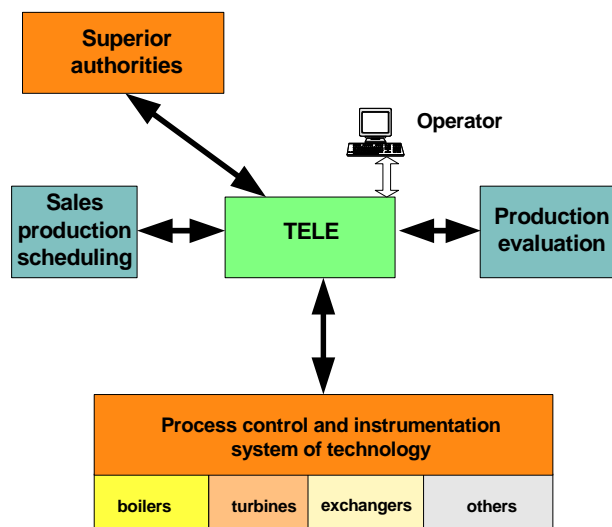 Superior
authorities
Operator
Sales
production
scheduling
TELE
Production
evaluation
Process control and instrumentation
system of technology
boilers
turbines
exchangers
others